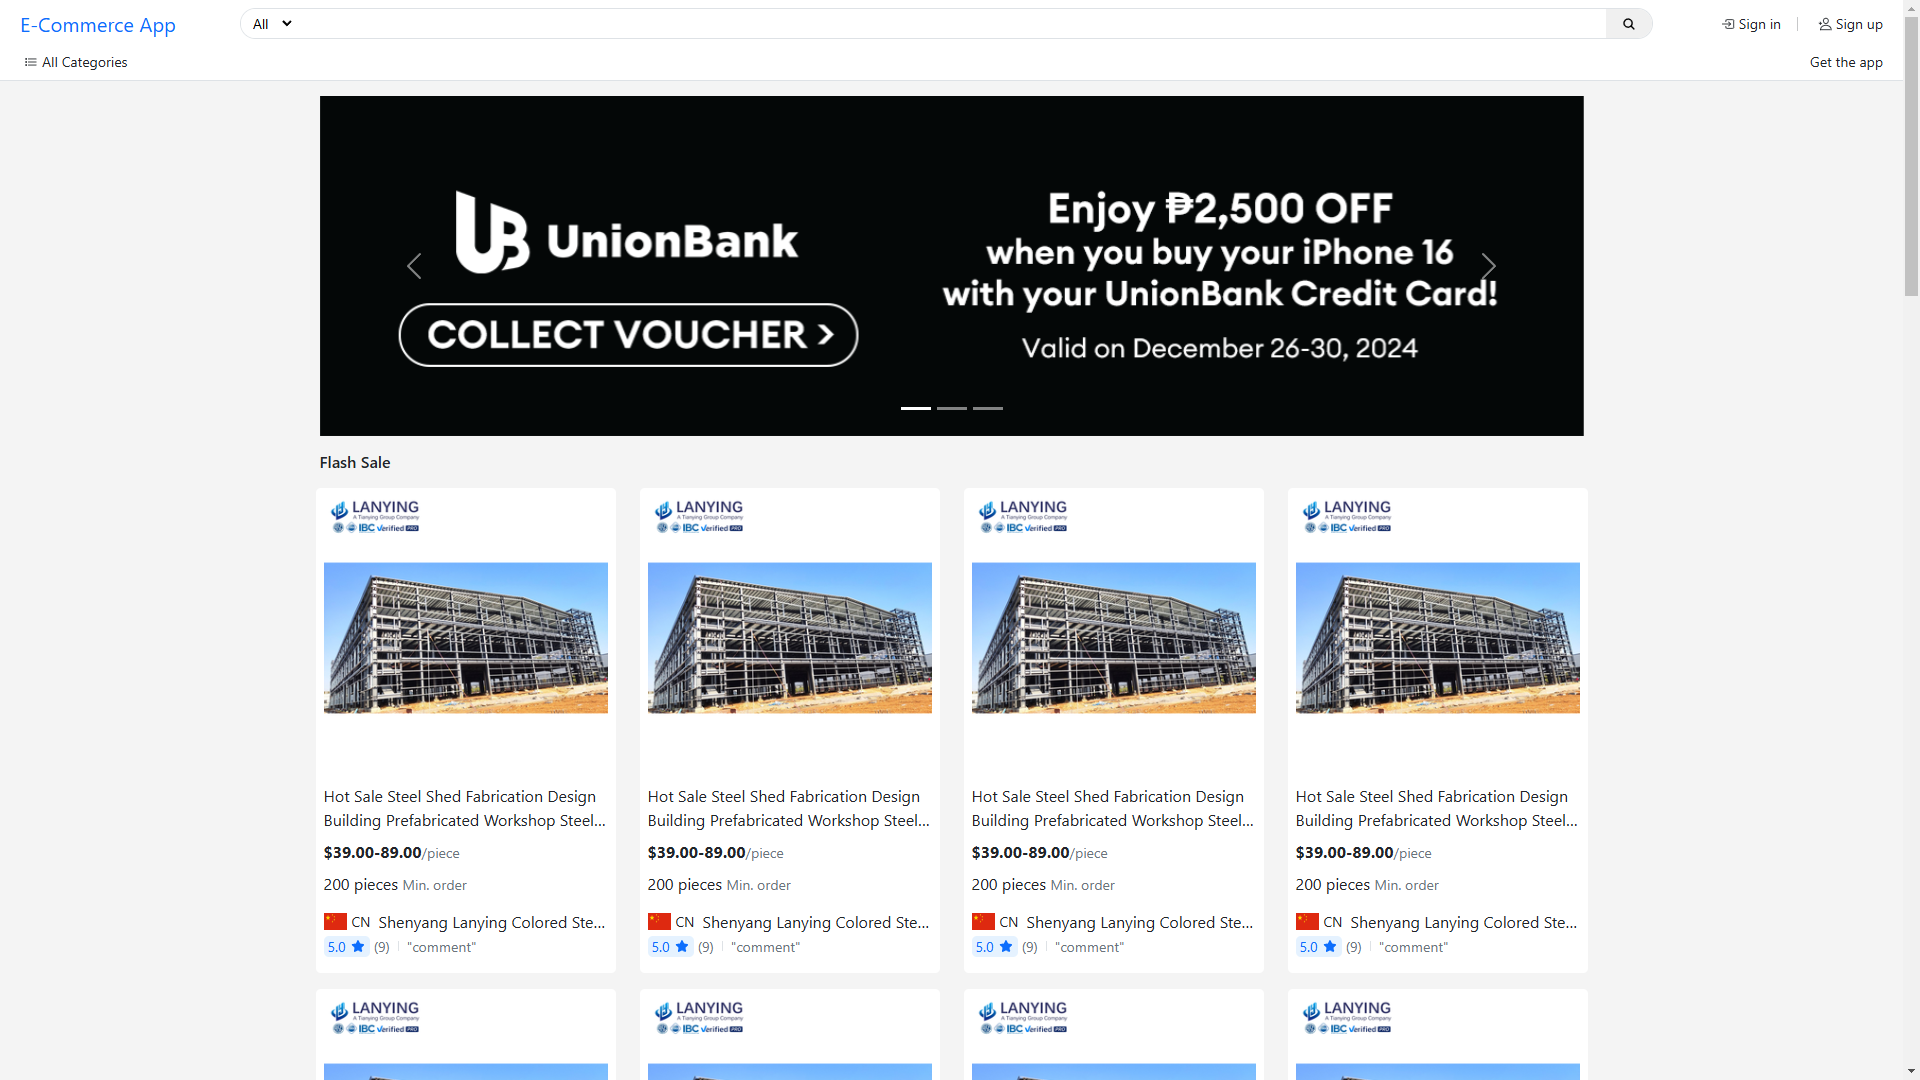 E-Commerce App
All
Sign in
Sign up
All Categories
Get the app
UB UnionBank
COLLECT VOUCHER >
Enjoy ₱2,500 OFF
when you buy your iPhone 16
with your UnionBank Credit Card!
Valid on December 26-30, 2024
Flash Sale
LANYING
A Tianying Group Company
IBC Verified PRO
Hot Sale Steel Shed Fabrication Design
Building Prefabricated Workshop Steel...
$39.00-89.00/piece
200 pieces Min. order
CN Shenyang Lanying Colored Ste...
5.0 (9) "comment"
LANYING
A Tianying Group Company
IBC Verified PRO
Hot Sale Steel Shed Fabrication Design
Building Prefabricated Workshop Steel...
$39.00-89.00/piece
200 pieces Min. order
CN Shenyang Lanying Colored Ste...
5.0 (9) "comment"
LANYING
A Tianying Group Company
IBC Verified PRO
Hot Sale Steel Shed Fabrication Design
Building Prefabricated Workshop Steel...
$39.00-89.00/piece
200 pieces Min. order
CN Shenyang Lanying Colored Ste...
5.0 (9) "comment"
LANYING
A Tianying Group Company
IBC Verified PRO
Hot Sale Steel Shed Fabrication Design
Building Prefabricated Workshop Steel...
$39.00-89.00/piece
200 pieces Min. order
CN Shenyang Lanying Colored Ste...
5.0 (9) "comment"
LANYING
A Tianying Group Company
IBC Verified PRO
LANYING
A Tianying Group Company
IBC Verified PRO
LANYING
A Tianying Group Company
IBC Verified PRO
LANYING
A Tianying Group Company
IBC Verified PRO